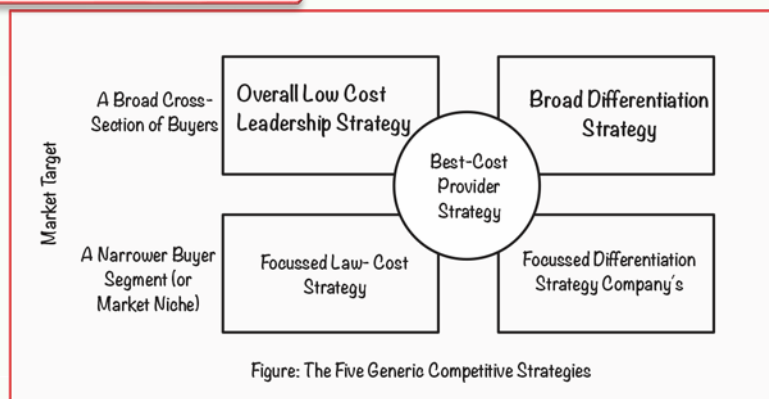 A Broad Cross-
Section of Buyers
Overall Low Cost
Leadership Strategy
Broad Differentiation
Strategy
Best-Cost
Provider
Strategy
Market Target
A Narrower Buyer
Segment (or
Market Niohe)
Focussed Law- Cost
Strategy
Focussed Differentiation
Strategy Company's
Figure: The Five Generic Competitive Strategies